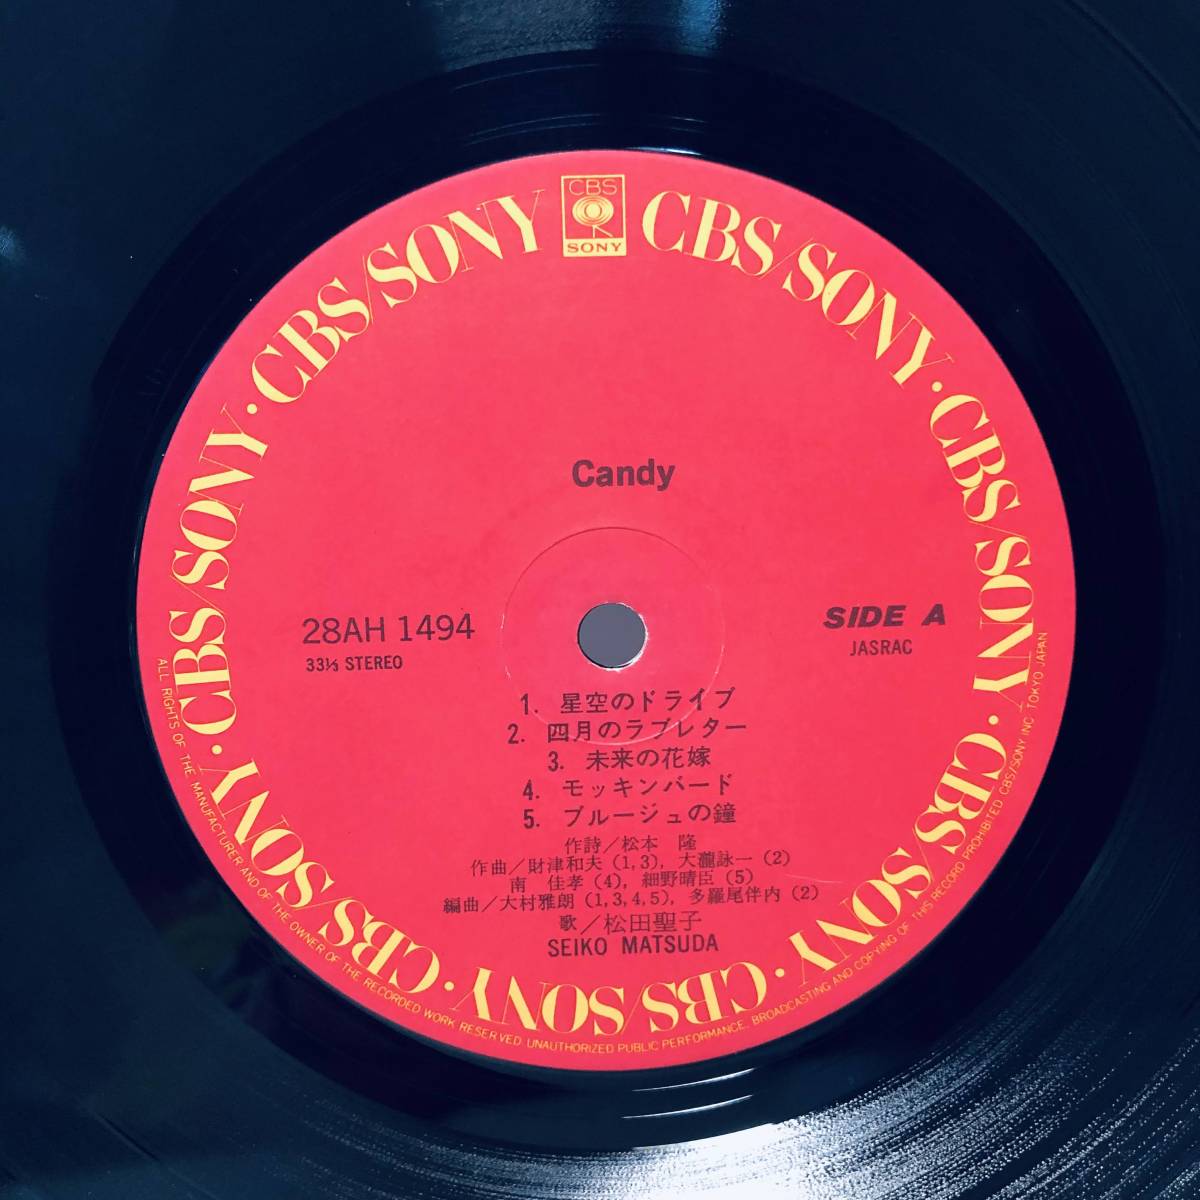 CBS
SONY
CBS/SONY · CBS/SONY · CBS/SONY · CBS/SONY · CBS/SONY · CBS/SONY · CBS/SONY · CBS/SONY
Candy
28AH 1494
33⅓ STEREO
SIDE A
JASRAC
1. 星空のドライブ
2. 四月のラブレター
3. 未来の花嫁
4. モッキンバード
5. ブルージュの鐘
作詩/松本 隆
作曲/財津和夫 (1,3), 大瀧詠一 (2)
南 佳孝 (4), 細野晴臣 (5)
編曲/大村雅朗 (1,3,4,5), 多羅尾伴内 (2)
歌/松田聖子
SEIKO MATSUDA
ALL RIGHTS OF THE MANUFACTURER AND OF THE OWNER OF THE RECORDED WORK RESERVED UNAUTHORIZED PUBLIC PERFORMANCE, BROADCASTING AND COPYING OF THIS RECORD PROHIBITED CBS/SONY INC TOKYO JAPAN